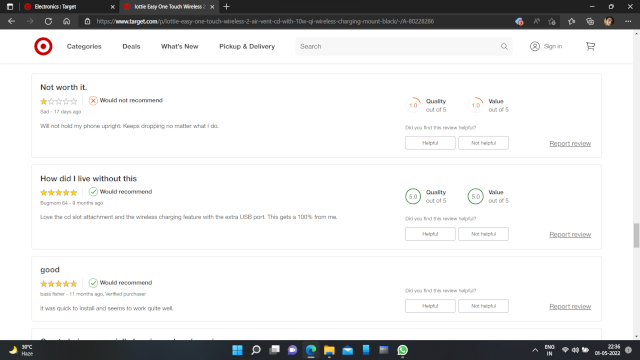 Electronics : Target
iottie Easy One Touch Wireless 2
https://www.target.com/p/iottie-easy-one-touch-wireless-2-air-vent-cd-with-10w-qi-wireless-charging-mount-black/-/A-80228286
Categories Deals What's New Pickup & Delivery Search Sign in
Not worth it.
Would not recommend
Sad - 17 days ago
Will not hold my phone upright. Keeps dropping no matter what I do.
1.0 Quality out of 5
1.0 Value out of 5
Did you find this review helpful?
Helpful Not helpful Report review
How did I live without this
Would recommend
Bugmom 64 - 9 months ago
Love the cd slot attachment and the wireless charging feature with the extra USB port. This gets a 100% from me.
5.0 Quality out of 5
5.0 Value out of 5
Did you find this review helpful?
Helpful Not helpful Report review
good
Would recommend
fisher - 11 months ago, Verified purchaser
It was quick to install and seems to work quite well.
Did you find this review helpful?
Helpful Not helpful Report review
30°C
Haze
ENG
IN
22:36
01-05-2022